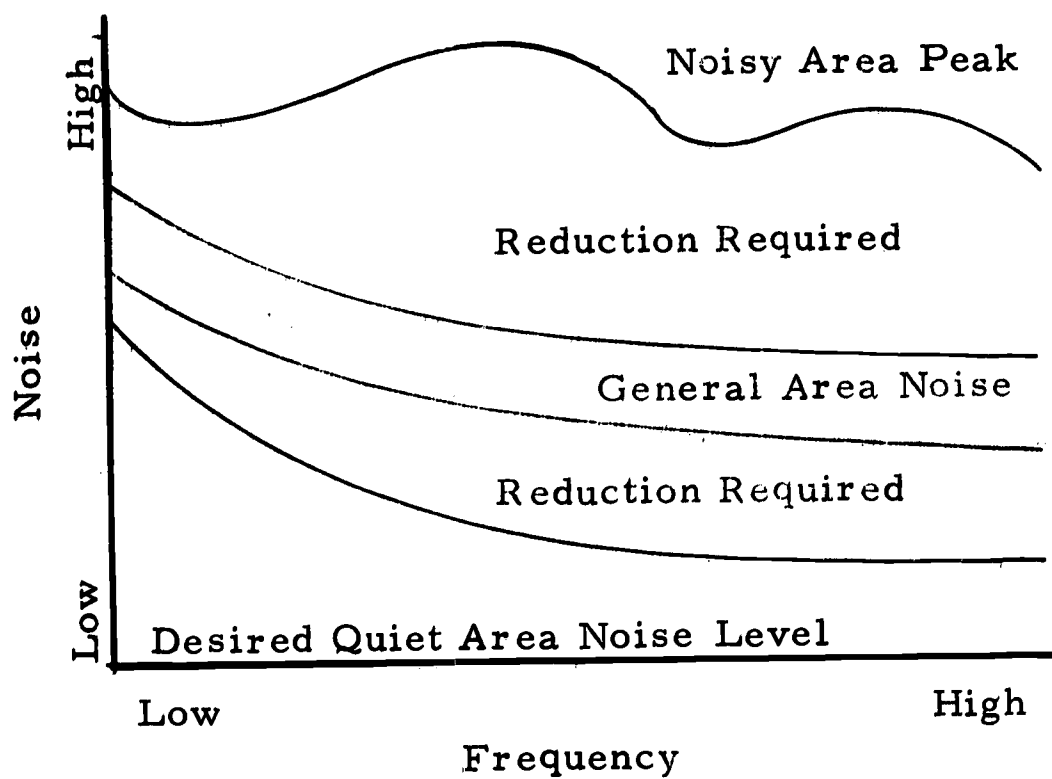 Noisy Area Peak
High
Reduction Required
General Area Noise
Noise
Reduction Required
Low
Desired Quiet Area Noise Level
Low
High
Frequency